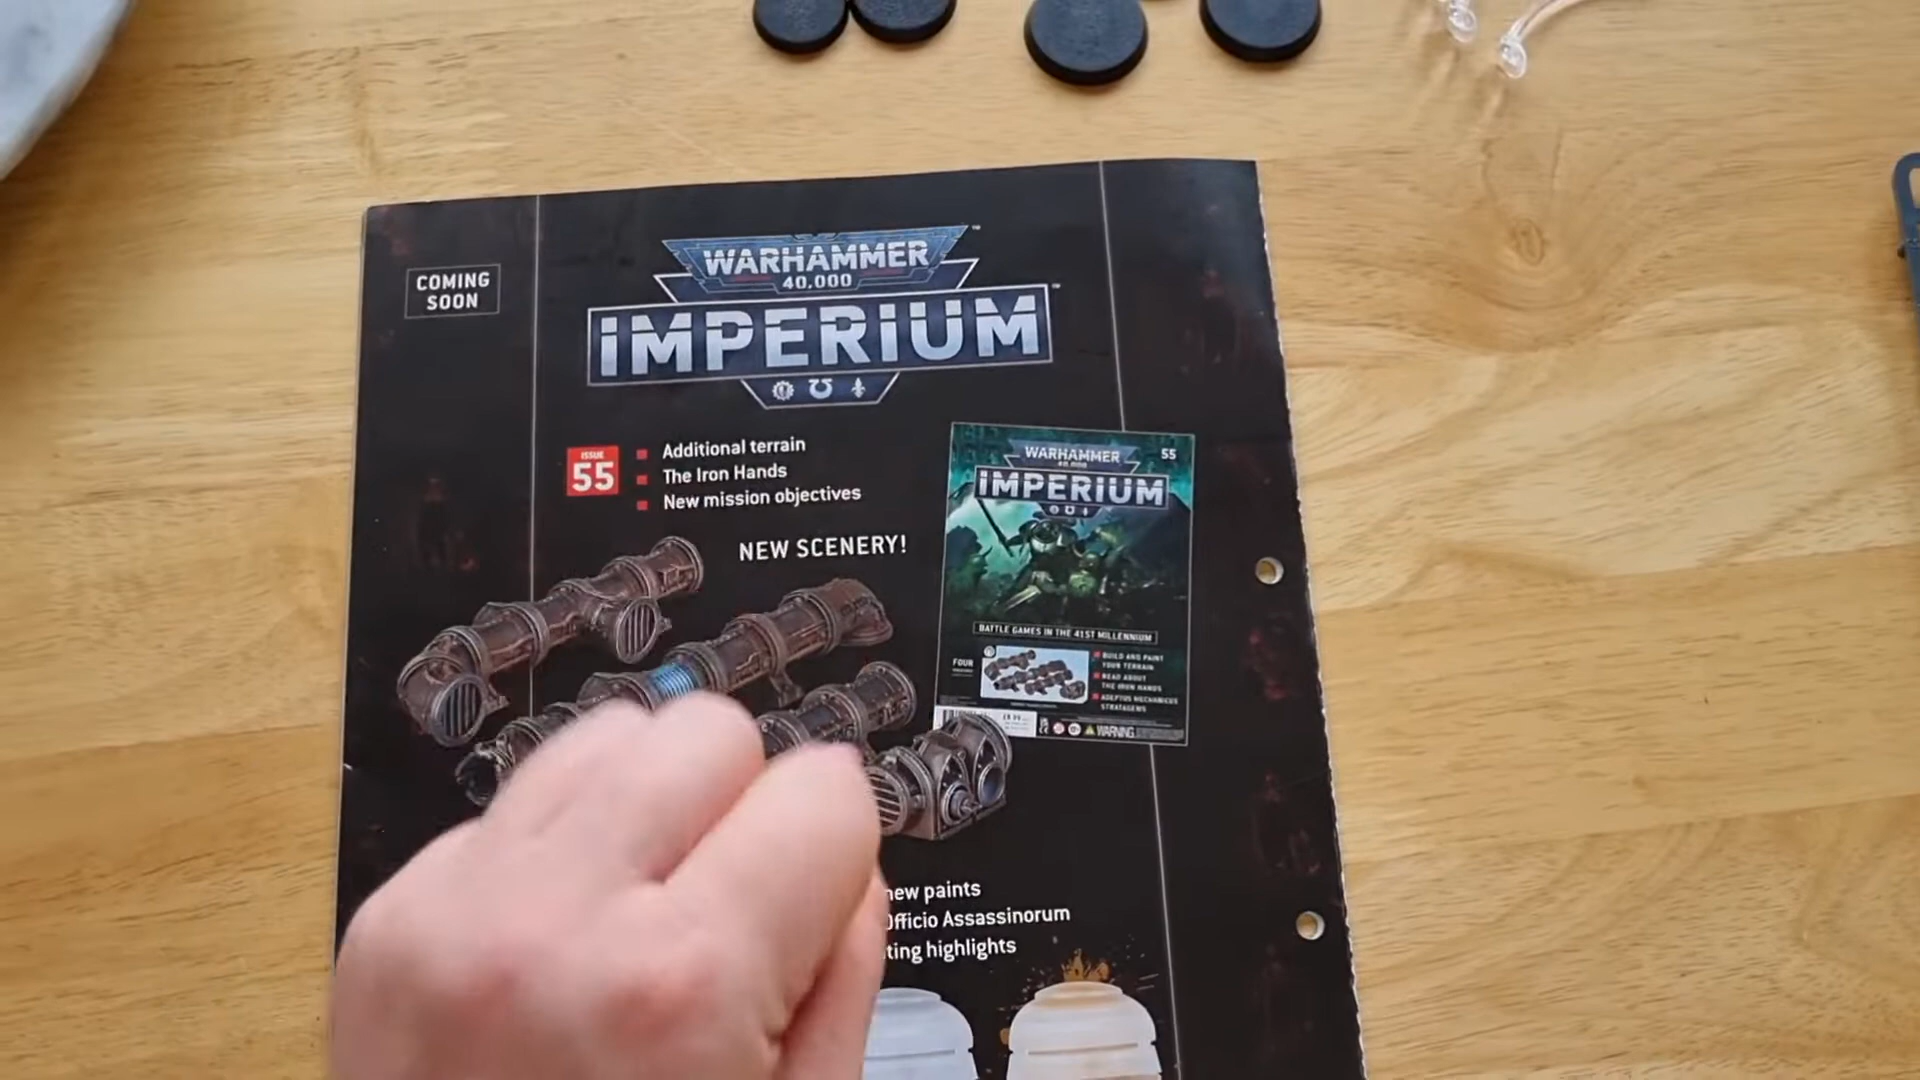 COMING
SOON
WARHAMMER
40,000
IMPERIUM
ISSUE
55
Additional terrain
The Iron Hands
New mission objectives
NEW SCENERY!
WARHAMMER
40,000
55
IMPERIUM
BATTLE GAMES IN THE 41ST MILLENNIUM
FOUR
BUILD AND PAINT
YOUR TERRAIN
READ ABOUT
THE IRON HANDS
ADEPTUS MECHANICUS
STRATAGEMS
WARNING
new paints
Officio Assassinorum
highlights